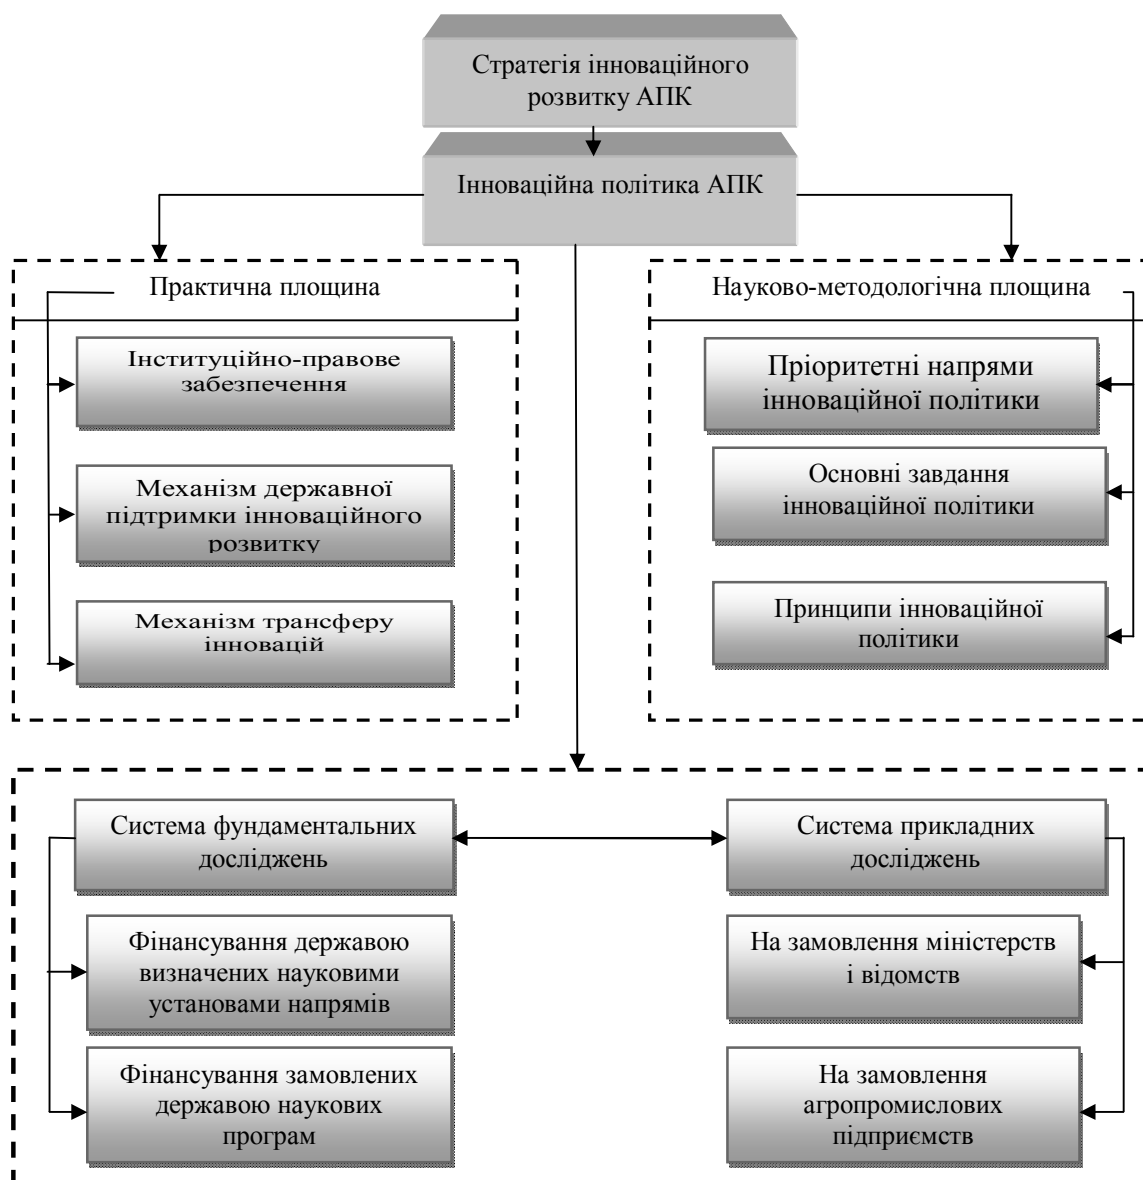 Стратегія інноваційного
розвитку АПК
Інноваційна політика АПК
Практична площина
Інституційно-правове
забезпечення
Механізм державної
підтримки інноваційного
розвитку
Механізм трансферу
інновацій
Науково-методологічна площина
Пріоритетні напрями
інноваційної політики
Основні завдання
інноваційної політики
Принципи інноваційної
політики
Система фундаментальних
досліджень
Фінансування державою
визначених науковими
установами напрямів
Фінансування замовлених
державою наукових
програм
Система прикладних
досліджень
На замовлення міністерств
і відомств
На замовлення
агропромислових
підприємств